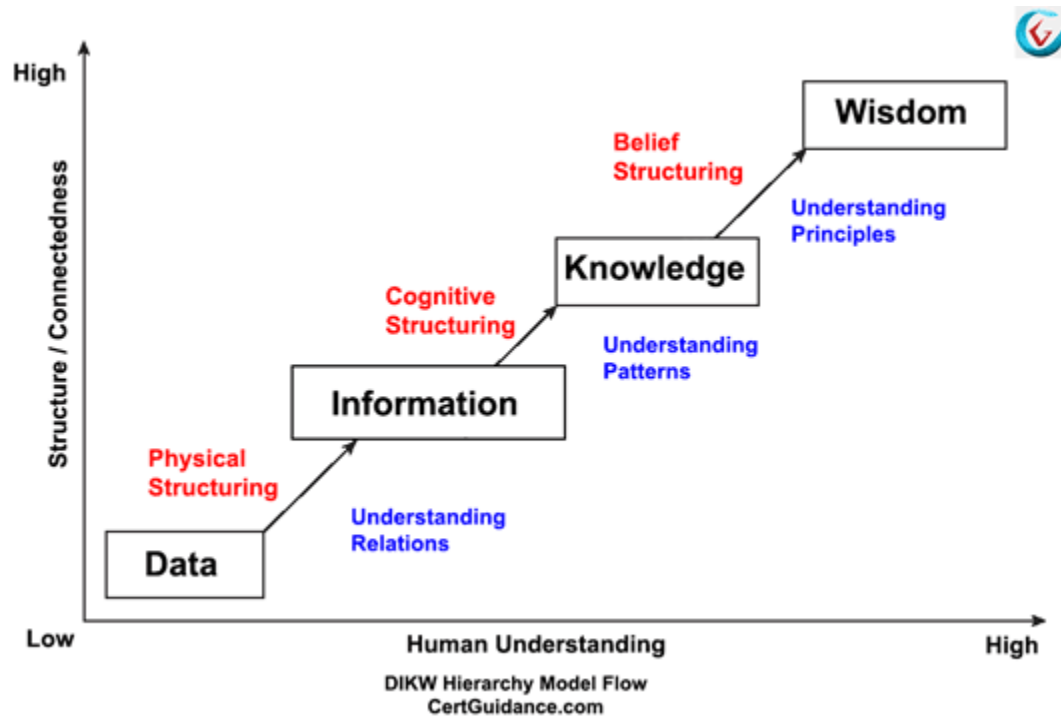 High
Wisdom
Belief
Structuring
Understanding
Principles
Knowledge
Cognitive
Structuring
Understanding
Patterns
Information
Physical
Structuring
Understanding
Relations
Data
Structure / Connectedness
Low
Human Understanding
High
DIKW Hierarchy Model Flow
CertGuidance.com